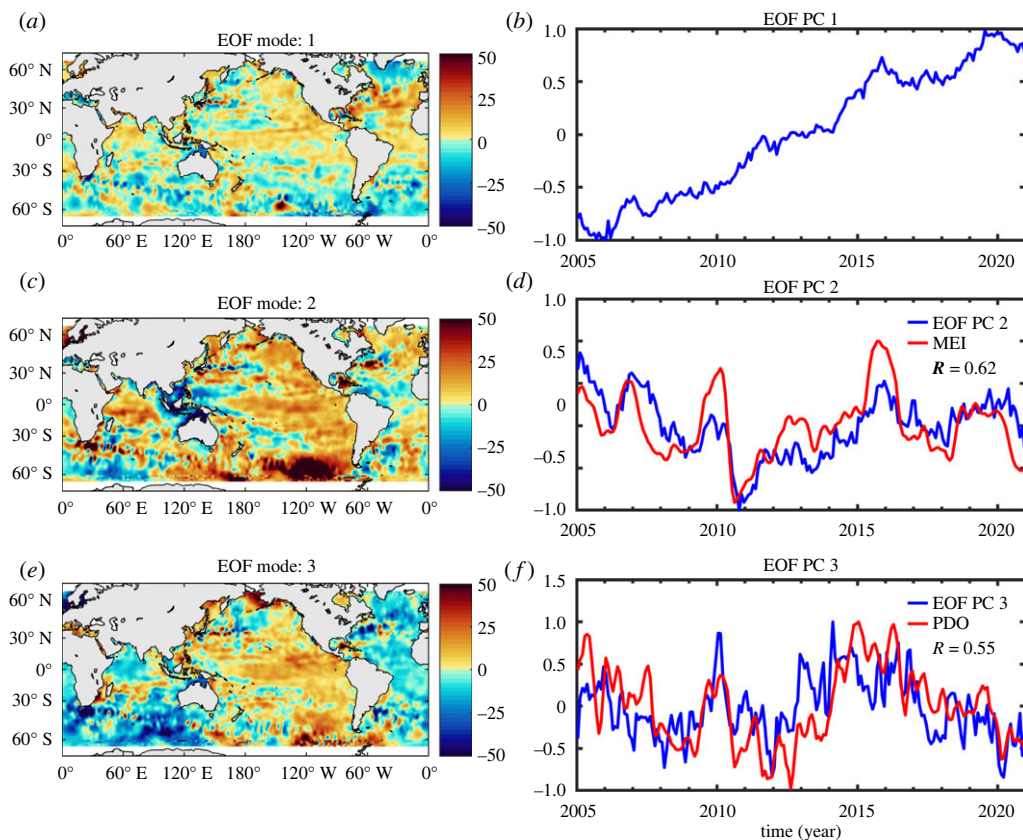 (a)
EOF mode: 1
60° N
30° N
0°
30° S
60° S
0° 60° E 120° E 180° 120° W 60° W 0°
50
25
0
−25
−50
(b)
EOF PC 1
1.0
0.5
0
−0.5
−1.0
2005 2010 2015 2020
(c)
EOF mode: 2
60° N
30° N
0°
30° S
60° S
0° 60° E 120° E 180° 120° W 60° W 0°
50
25
0
−25
−50
(d)
EOF PC 2
1.0
0.5
0
−0.5
−1.0
EOF PC 2
MEI
R = 0.62
2005 2010 2015 2020
(e)
EOF mode: 3
60° N
30° N
0°
30° S
60° S
0° 60° E 120° E 180° 120° W 60° W 0°
50
25
0
−25
−50
(f)
EOF PC 3
1.5
1.0
0.5
0
−0.5
−1.0
EOF PC 3
PDO
R = 0.55
2005 2010 2015 2020
time (year)